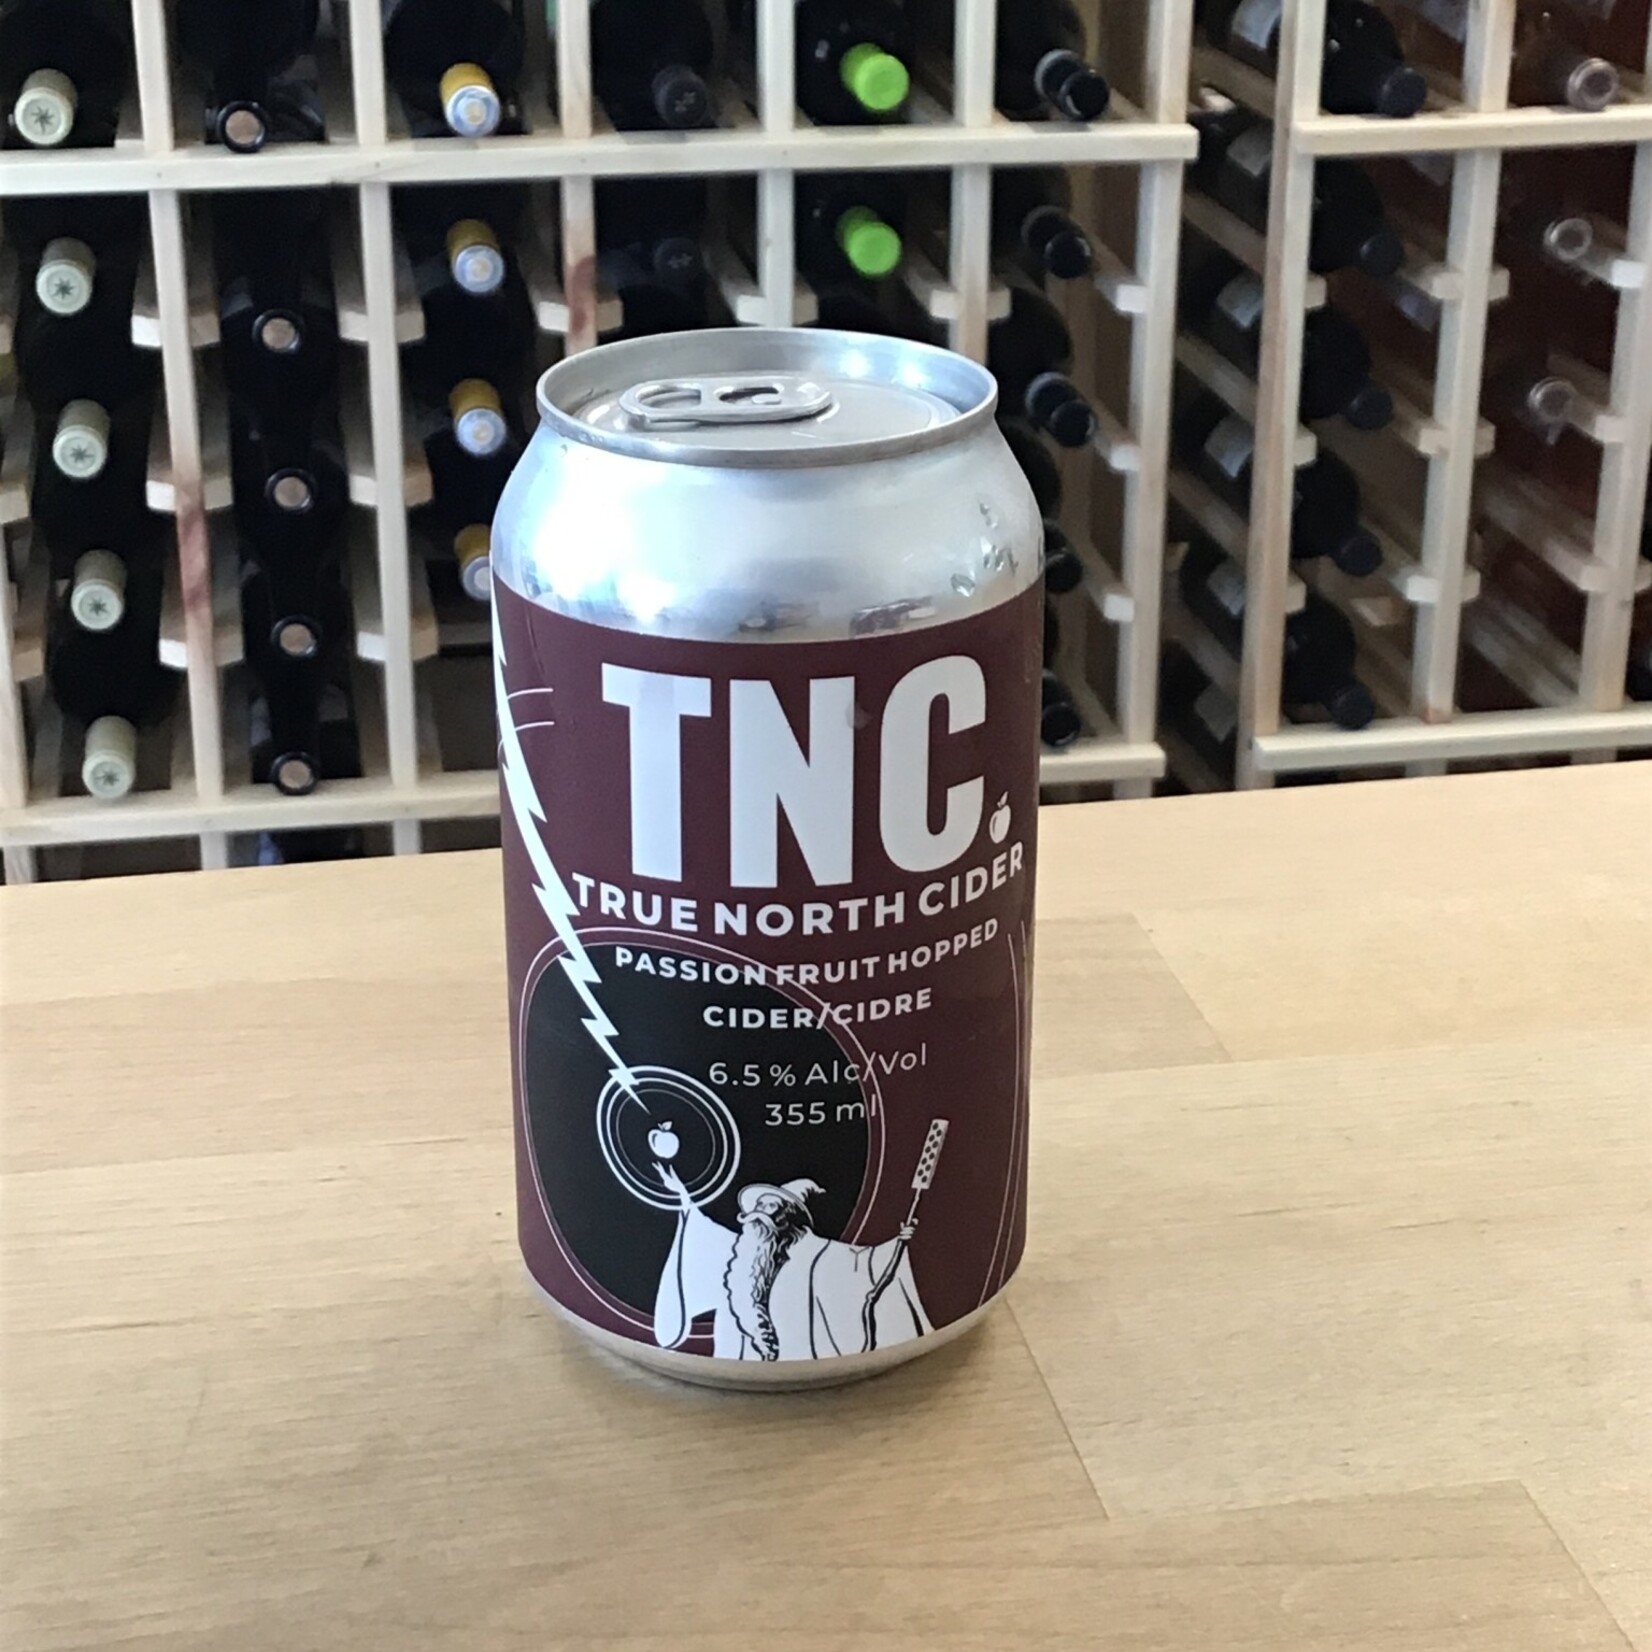 TNC.
TRUE NORTH CIDER
PASSION FRUIT HOPPED
CIDER/CIDRE
6.5% Alc/Vol
355 ml